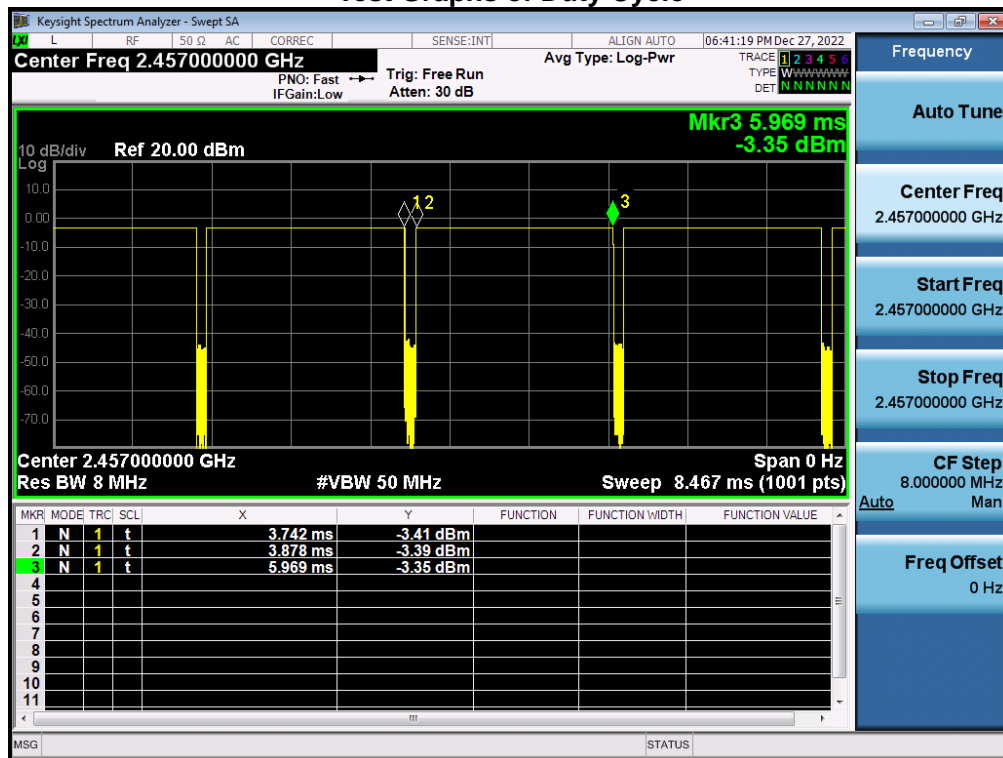 Test Graphs of Duty Cycle
Keysight Spectrum Analyzer - Swept SA
LXI L RF 50 Ω AC CORREC SENSE:INT ALIGN AUTO 06:41:19 PM Dec 27, 2022
Center Freq 2.457000000 GHz
PNO: Fast
IFGain:Low
Trig: Free Run
Atten: 30 dB
Avg Type: Log-Pwr
TRACE 1 2 3 4 5 6
TYPE W
DET N N N N N N
Mkr3 5.969 ms
-3.35 dBm
10 dB/div Ref 20.00 dBm
Log
10.0
0.00
-10.0
-20.0
-30.0
-40.0
-50.0
-60.0
-70.0
1 2
3
Center 2.457000000 GHz Span 0 Hz
Res BW 8 MHz #VBW 50 MHz Sweep 8.467 ms (1001 pts)
MKR MODE TRC SCL X Y FUNCTION FUNCTION WIDTH FUNCTION VALUE
1 N 1 t 3.742 ms -3.41 dBm
2 N 1 t 3.878 ms -3.39 dBm
3 N 1 t 5.969 ms -3.35 dBm
4
5
6
7
8
9
10
11
MSG STATUS
Frequency
Auto Tune
Center Freq
2.457000000 GHz
Start Freq
2.457000000 GHz
Stop Freq
2.457000000 GHz
CF Step
8.000000 MHz
Auto Man
Freq Offset
0 Hz